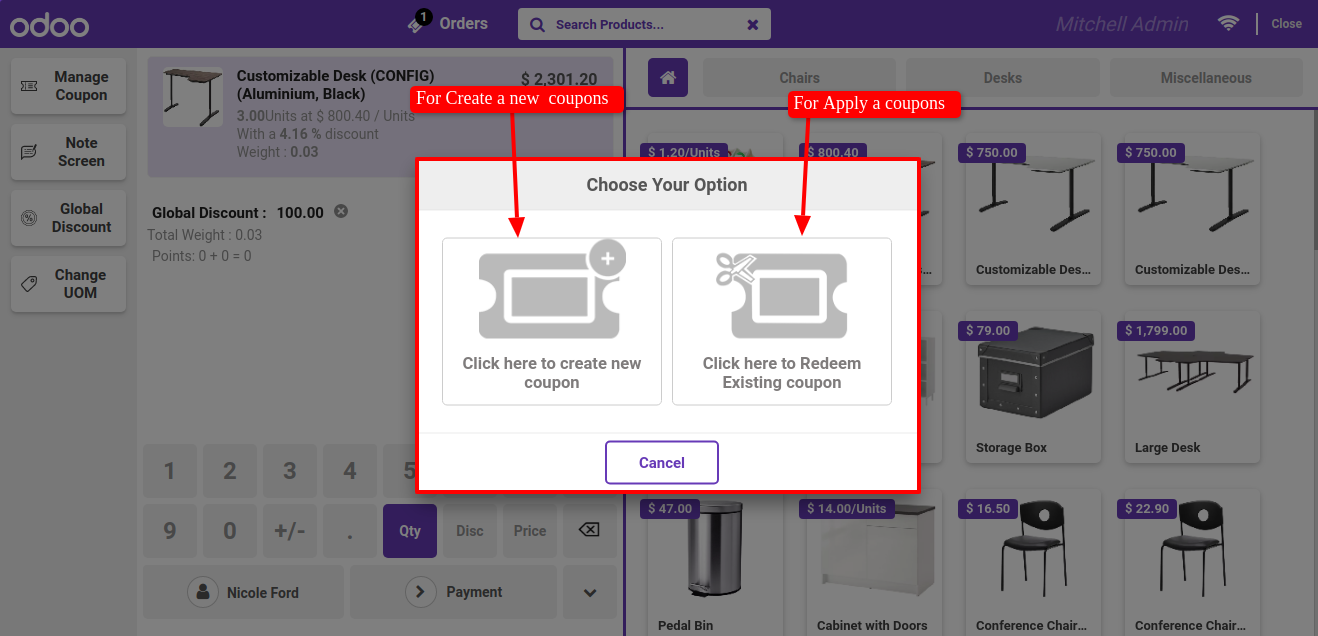 odoo
1
Orders
Search Products...
Mitchell Admin
Close
Manage
Coupon
Note
Screen
Global
Discount
Change
UOM
Customizable Desk (CONFIG)
(Aluminium, Black)
$ 2,301.20
3.00Units at $ 800.40 / Units
With a 4.16 % discount
Weight : 0.03
Global Discount : 100.00
Total Weight : 0.03
Points: 0 + 0 = 0
For Create a new coupons
For Apply a coupons
Choose Your Option
Click here to create new
coupon
Click here to Redeem
Existing coupon
Cancel
1 2 3 4 5
9 0 +/- . Qty Disc Price
Nicole Ford
Payment
Chairs
Desks
Miscellaneous
$ 1.20/Units
$ 800.40
$ 750.00
$ 750.00
Customizable Des...
Customizable Des...
$ 79.00
$ 1,799.00
Storage Box
Large Desk
$ 47.00
$ 14.00/Units
$ 16.50
$ 22.90
Pedal Bin
Cabinet with Doors
Conference Chair...
Conference Chair...